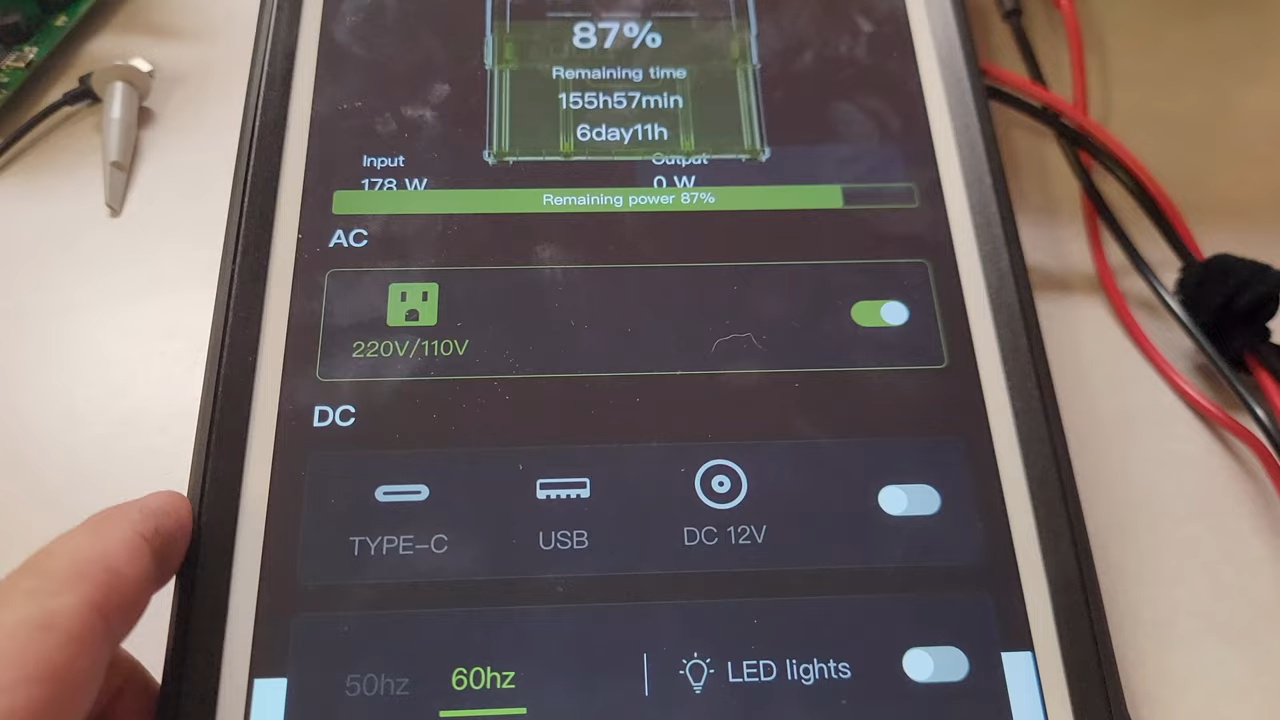 87%
Remaining time
155h57min
6day11h
Input
Output
178 W
0 W
Remaining power 87%
AC
220V/110V
DC
TYPE-C
USB
DC 12V
50hz
60hz
LED lights